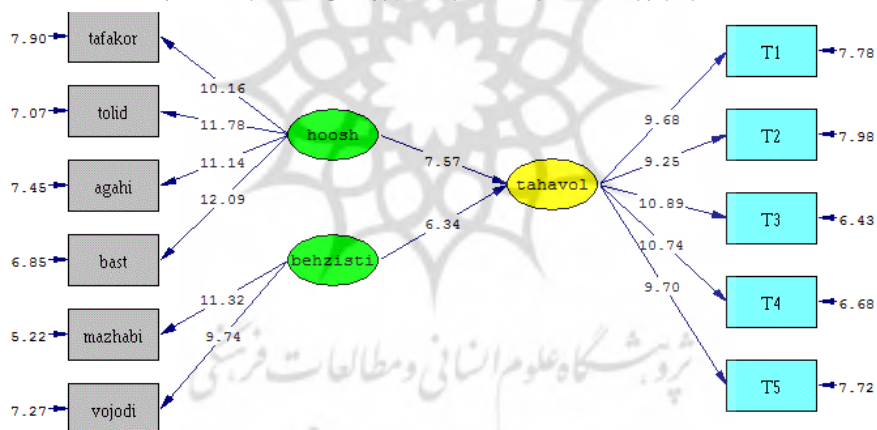 7.90 tafakor
7.07 tolid
7.45 agahi
6.85 bast
5.22 mazhabi
7.27 vojodi
10.16
11.78
11.14
12.09
11.32
9.74
hoosh
behzisti
7.57
6.34
tahavol
9.68
9.25
10.89
10.74
9.70
T1 7.78
T2 7.98
T3 6.43
T4 6.68
T5 7.72
پژوهشگاه علوم انسانی و مطالعات فرهنگی